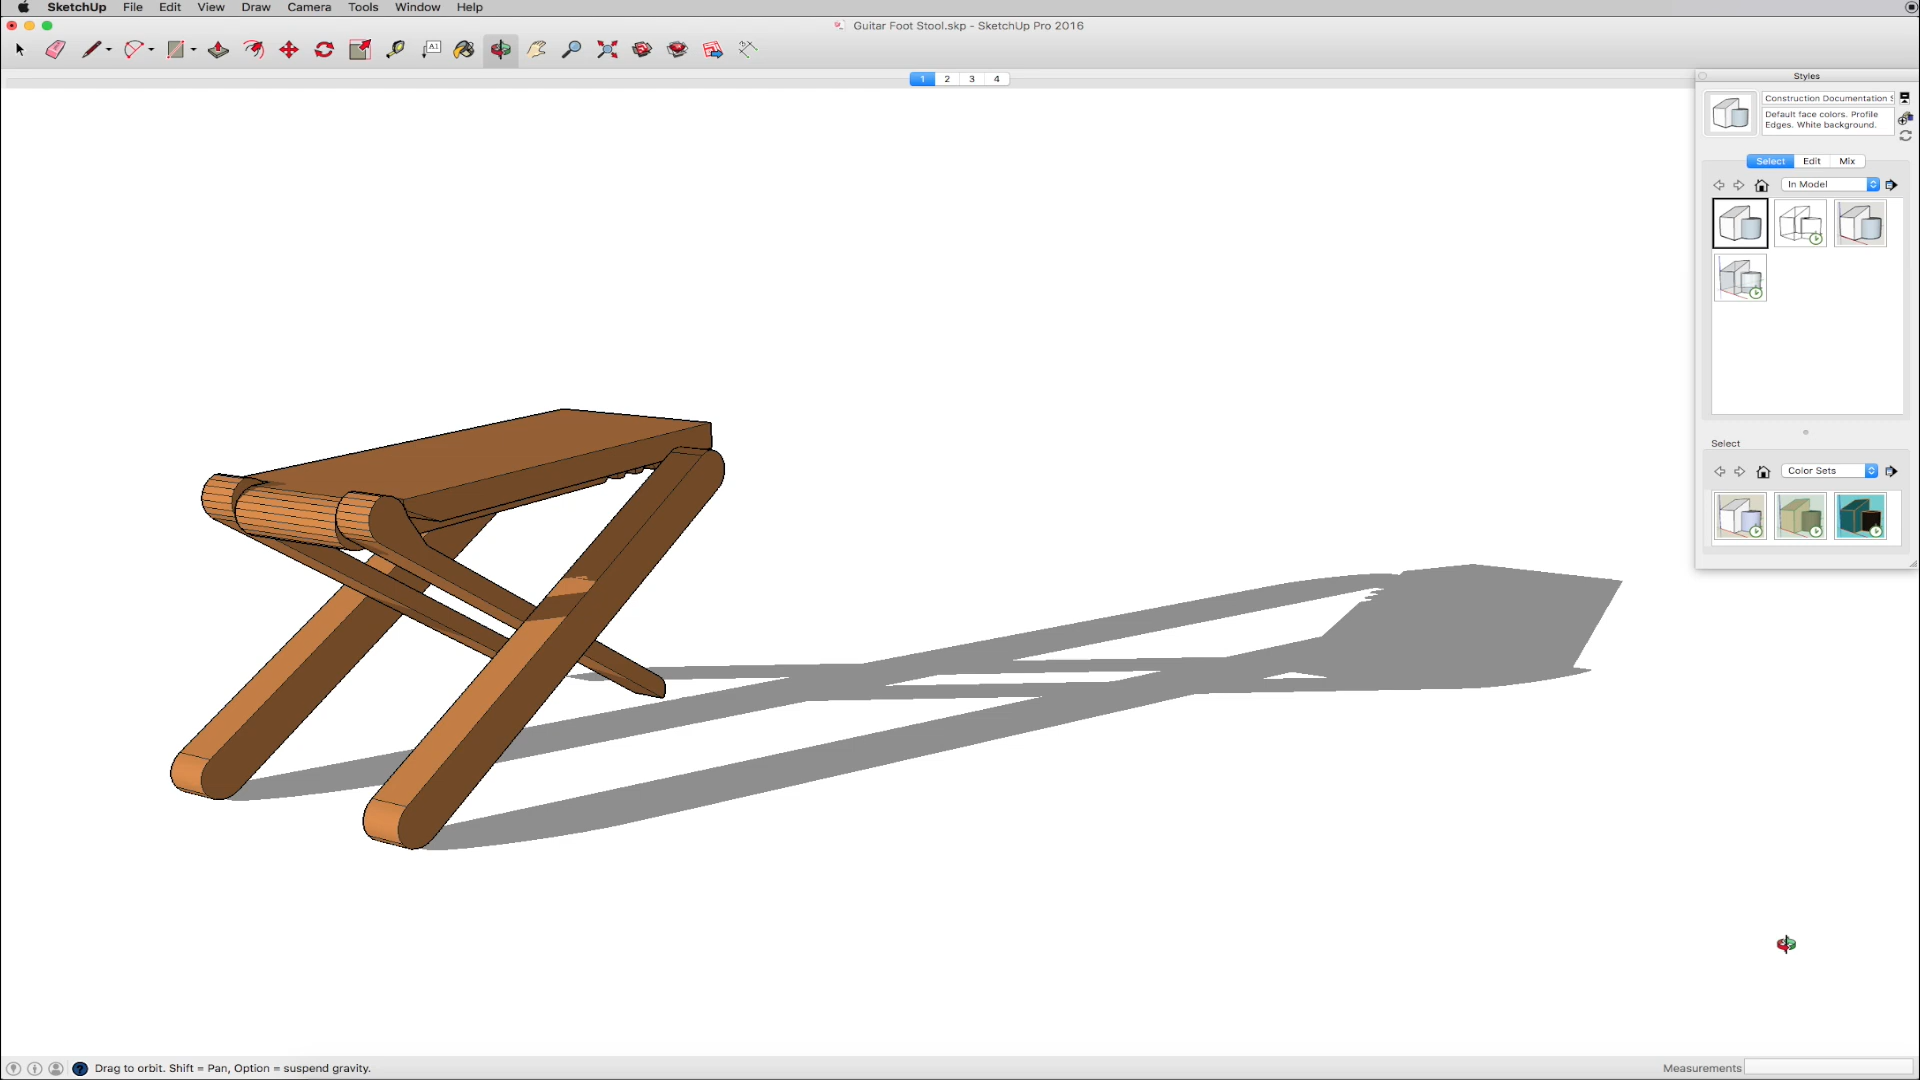 SketchUp File Edit View Draw Camera Tools Window Help
Guitar Foot Stool.skp - SketchUp Pro 2016
A1
1 2 3 4
Styles
Construction Documentation S
Default face colors. Profile
Edges. White background.
Select Edit Mix
In Model
Select
Color Sets
Drag to orbit. Shift = Pan, Option = suspend gravity.
Measurements